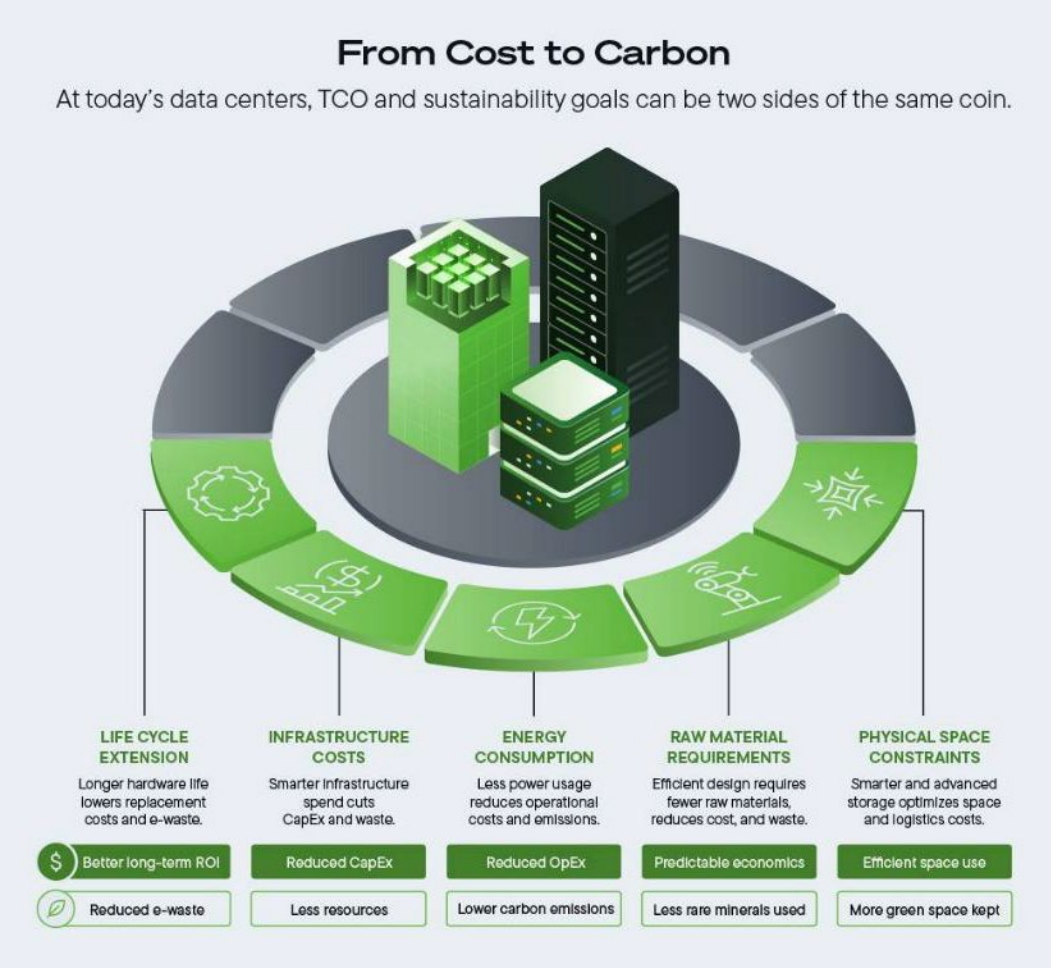 From Cost to Carbon
At today's data centers, TCO and sustainability goals can be two sides of the same coin.
LIFE CYCLE
EXTENSION
Longer hardware life
lowers replacement
costs and e-waste.
INFRASTRUCTURE
COSTS
Smarter infrastructure
spend cuts
CapEx and waste.
ENERGY
CONSUMPTION
Less power usage
reduces operational
costs and emissions.
RAW MATERIAL
REQUIREMENTS
Efficient design requires
fewer raw materials,
reduces cost, and waste.
PHYSICAL SPACE
CONSTRAINTS
Smarter and advanced
storage optimizes space
and logistics costs.
$
Better long-term ROI
Reduced CapEx
Reduced OpEx
Predictable economics
Efficient space use
Reduced e-waste
Less resources
Lower carbon emissions
Less rare minerals used
More green space kept